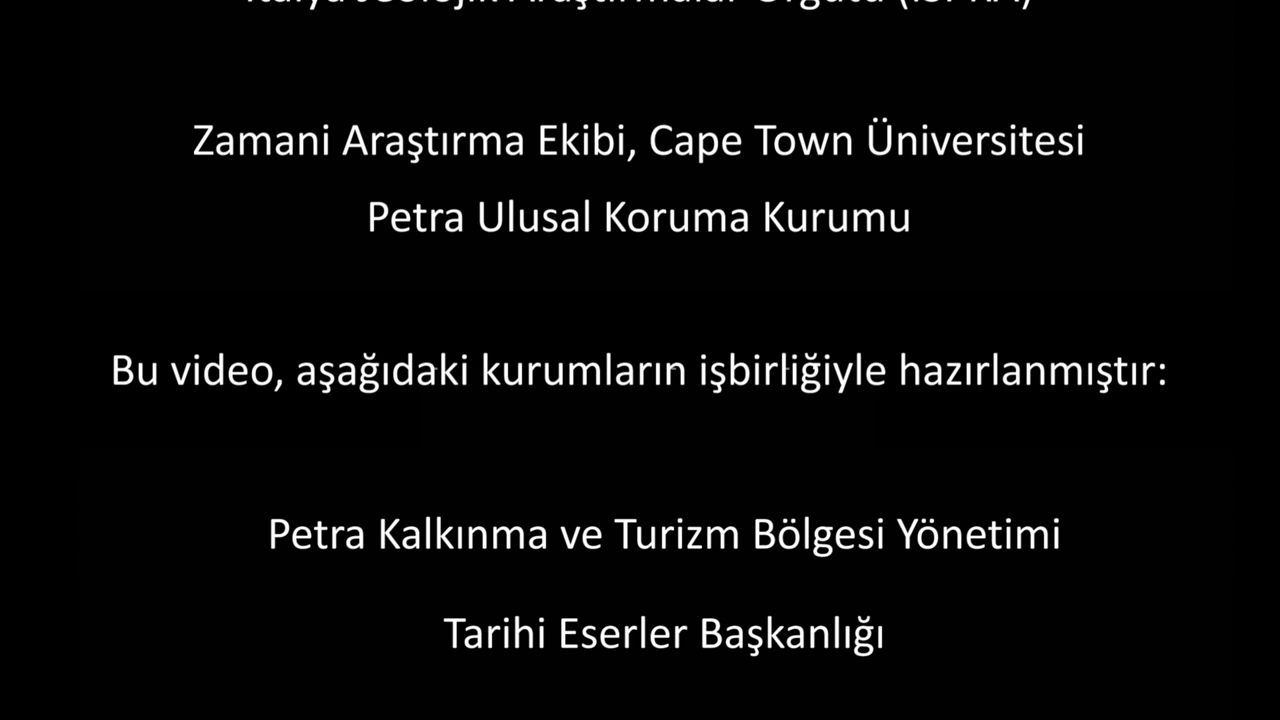 Zamani Araştırma Ekibi, Cape Town Üniversitesi
Petra Ulusal Koruma Kurumu
Bu video, aşağıdaki kurumların işbirliğiyle hazırlanmıştır:
Petra Kalkınma ve Turizm Bölgesi Yönetimi
Tarihi Eserler Başkanlığı